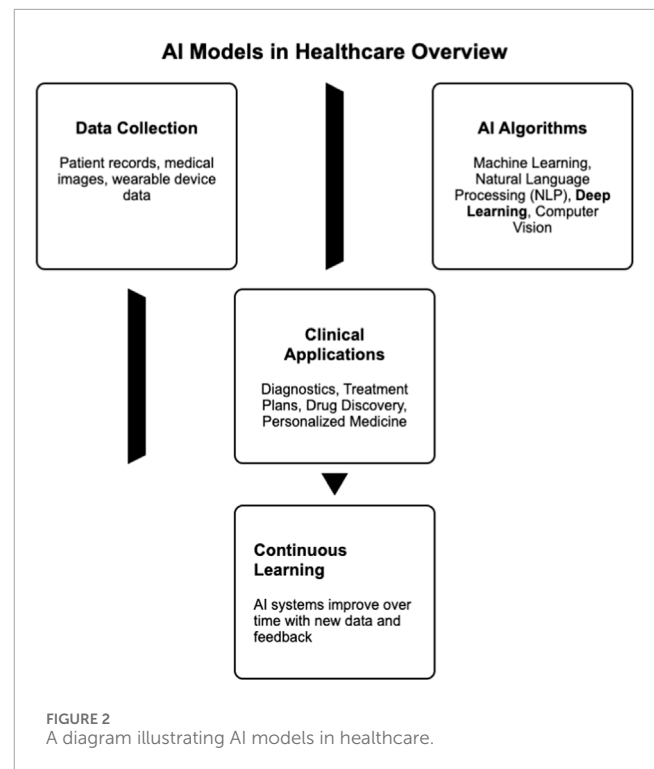 AI Models in Healthcare Overview
Data Collection
Patient records, medical
images, wearable device
data
AI Algorithms
Machine Learning,
Natural Language
Processing (NLP), Deep
Learning, Computer
Vision
Clinical
Applications
Diagnostics, Treatment
Plans, Drug Discovery,
Personalized Medicine
Continuous
Learning
AI systems improve over
time with new data and
feedback
FIGURE 2
A diagram illustrating AI models in healthcare.